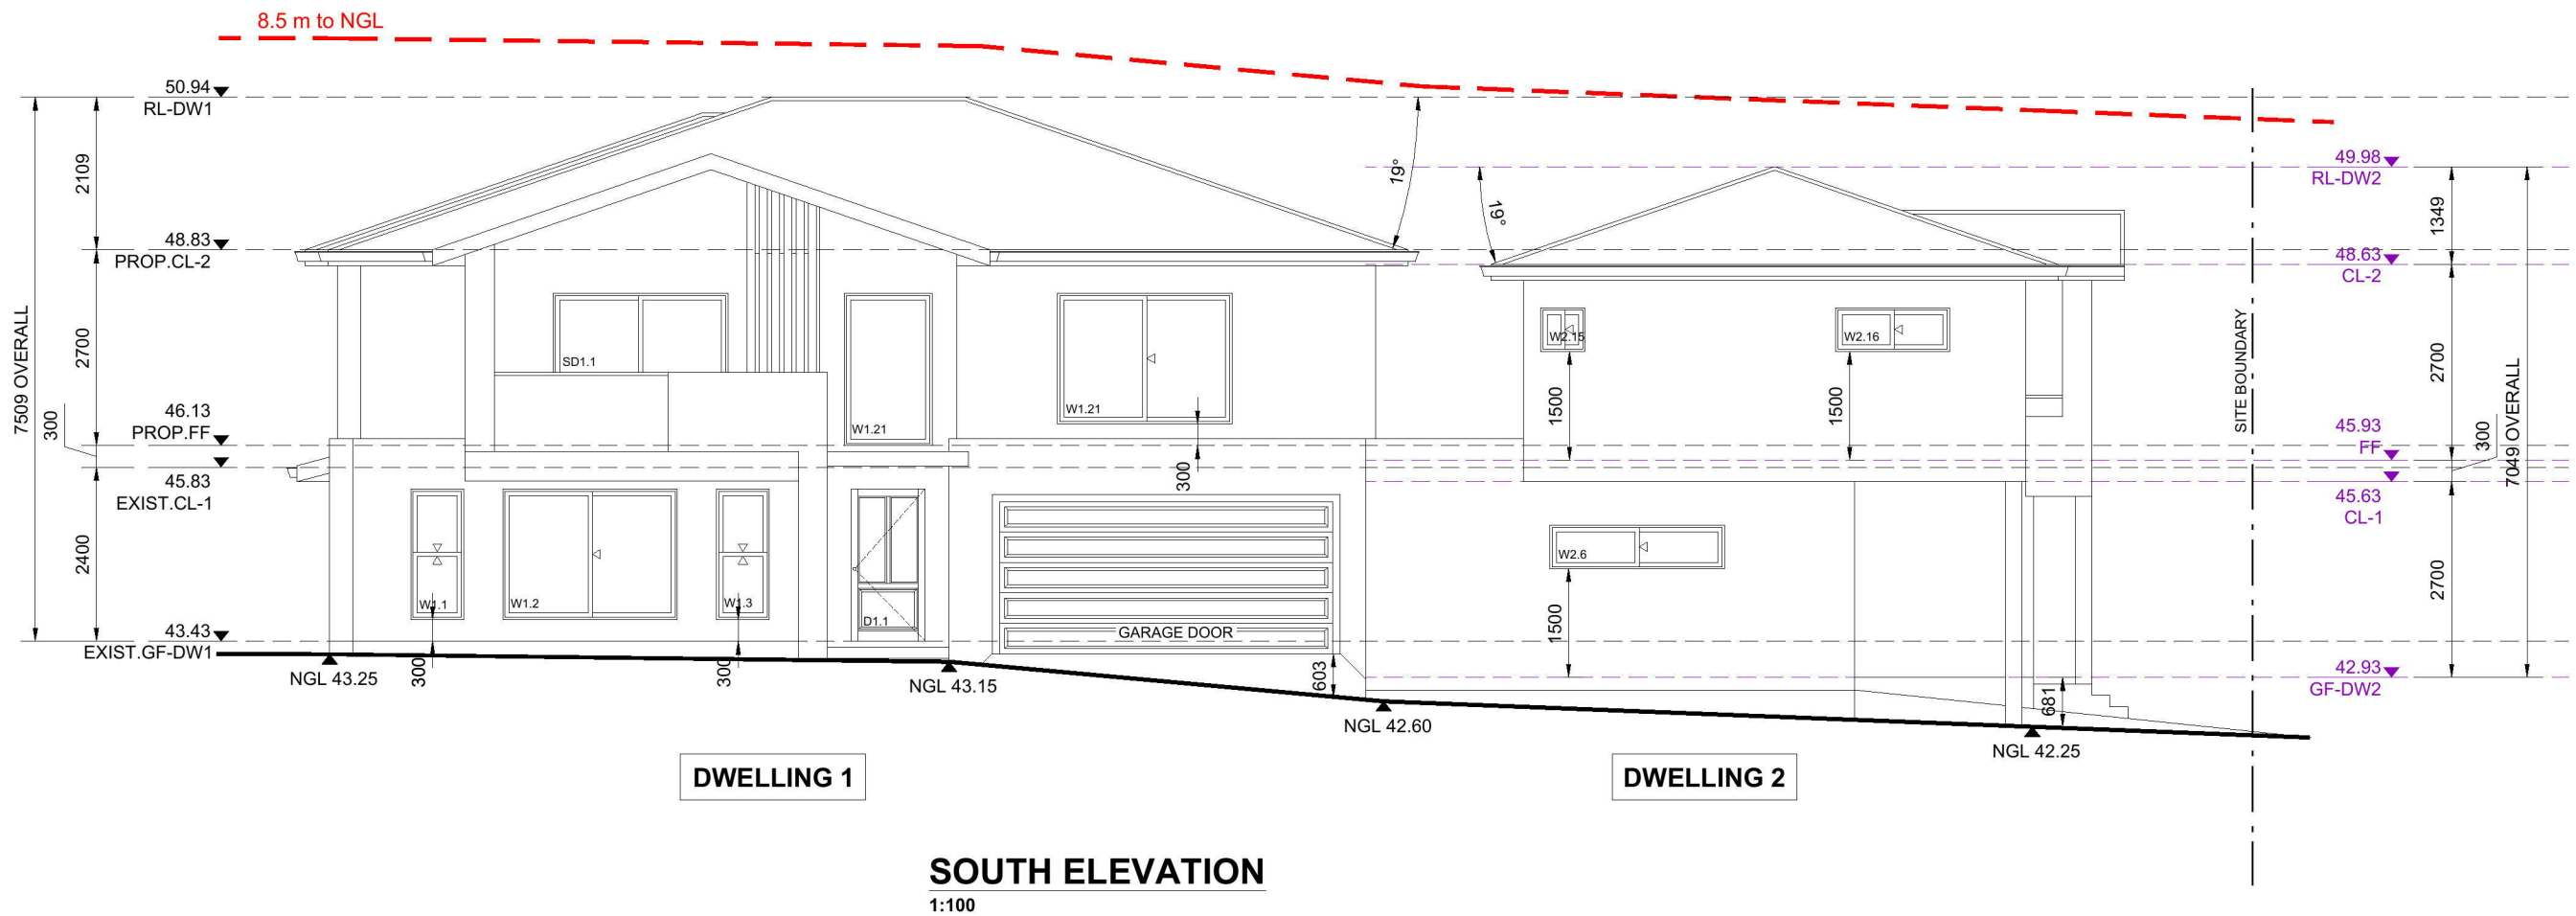 8.5 m to NGL
50.94
RL-DW1
2109
19°
19°
49.98
RL-DW2
1349
48.83
PROP.CL-2
48.63
CL-2
7509 OVERALL
2700
SD1.1
W1.21
W1.21
W2.15
W2.16
1500
1500
SITE BOUNDARY
2700
7049 OVERALL
300
46.13
PROP.FF
45.93
FF
300
45.83
EXIST.CL-1
300
45.63
CL-1
2400
W1.1
W1.2
W1.3
D1.1
GARAGE DOOR
W2.6
1500
2700
43.43
EXIST.GF-DW1
300
300
603
42.93
GF-DW2
681
NGL 43.25
NGL 43.15
NGL 42.60
NGL 42.25
DWELLING 1
DWELLING 2
SOUTH ELEVATION
1:100